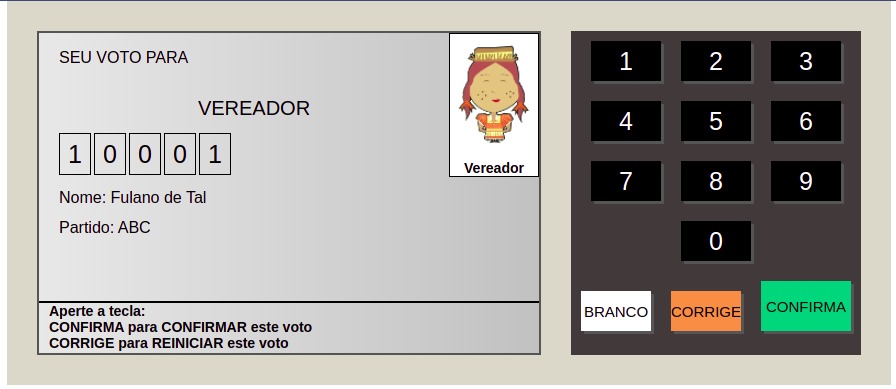 SEU VOTO PARA
VEREADOR
1 0 0 0 1
Nome: Fulano de Tal
Partido: ABC
Vereador
Aperte a tecla:
CONFIRMA para CONFIRMAR este voto
CORRIGE para REINICIAR este voto
1 2 3
4 5 6
7 8 9
0
BRANCO CORRIGE CONFIRMA